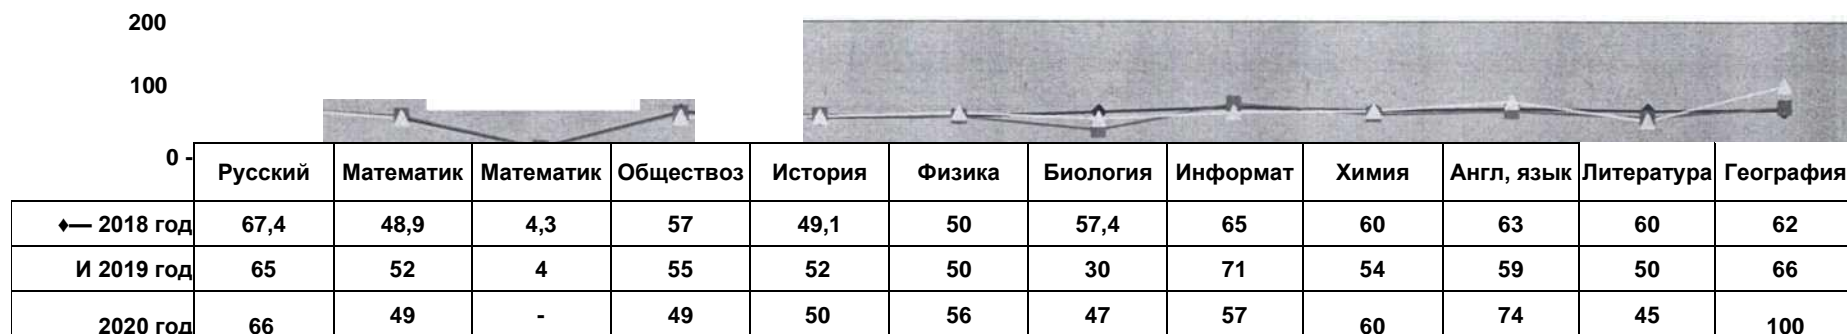 200
100
0 -
Русский Математик Математик Обществоз История Физика Биология Информат Химия Англ, язык Литература География
♦— 2018 год 67,4 48,9 4,3 57 49,1 50 57,4 65 60 63 60 62
И 2019 год 65 52 4 55 52 50 30 71 54 59 50 66
2020 год 66 49 - 49 50 56 47 57 60 74 45 100